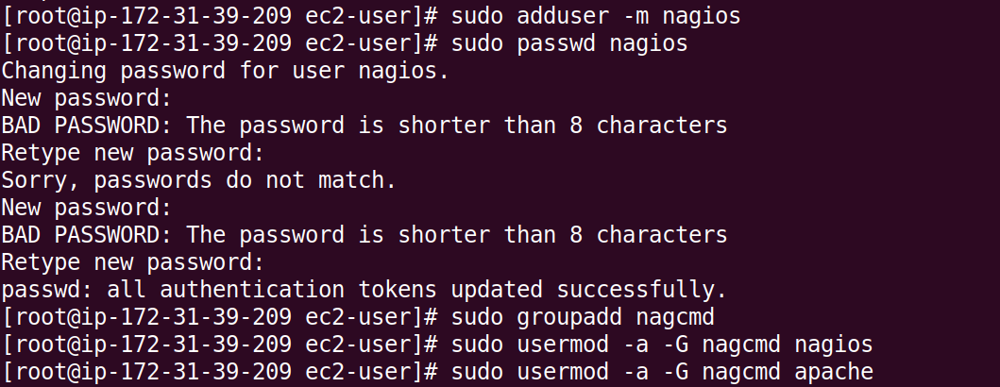 [root@ip-172-31-39-209 ec2-user]# sudo adduser -m nagios
[root@ip-172-31-39-209 ec2-user]# sudo passwd nagios
Changing password for user nagios.
New password:
BAD PASSWORD: The password is shorter than 8 characters
Retype new password:
Sorry, passwords do not match.
New password:
BAD PASSWORD: The password is shorter than 8 characters
Retype new password:
passwd: all authentication tokens updated successfully.
[root@ip-172-31-39-209 ec2-user]# sudo groupadd nagcmd
[root@ip-172-31-39-209 ec2-user]# sudo usermod -a -G nagcmd nagios
[root@ip-172-31-39-209 ec2-user]# sudo usermod -a -G nagcmd apache